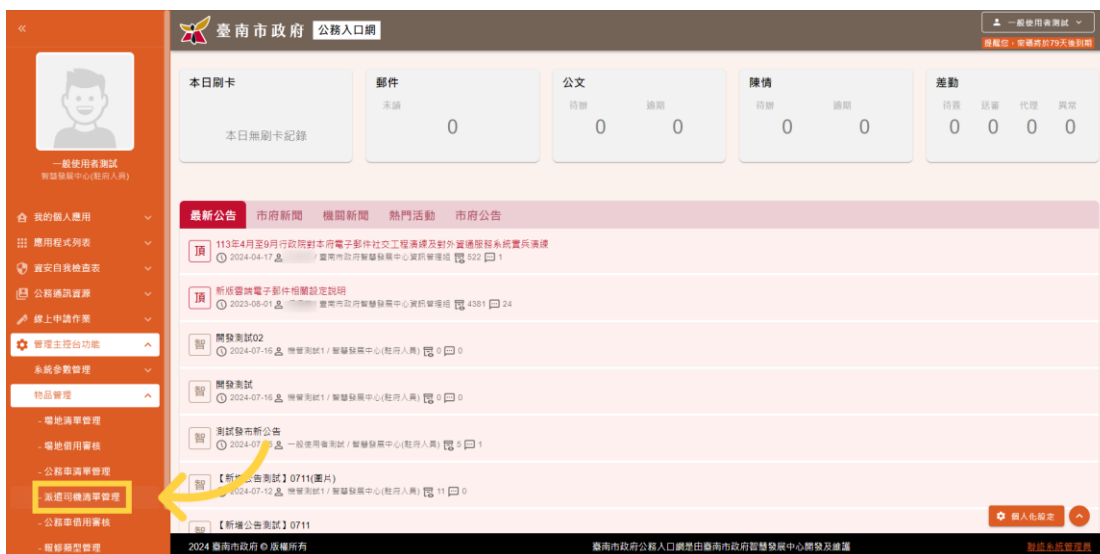 «
一般使用者測試
智慧發展中心(駐府人員)
我的個人應用
應用程式列表
資安自我檢查表
公務通訊資源
線上申請作業
管理主控台功能
系統參數管理
物品管理
- 場地清單管理
- 場地借用審核
- 公務車清單管理
- 派遣司機清單管理
- 公務車借用審核
- 報修類型管理
臺南市政府 公務入口網
一般使用者測試
提醒您，密碼將於79天後到期
本日刷卡
本日無刷卡紀錄
郵件
未讀
0
公文
待辦 逾期
0 0
陳情
待辦 逾期
0 0
差勤
待簽 送審 代理 異常
0 0 0 0
最新公告 市府新聞 機關新聞 熱門活動 市府公告
頂 113年4月至9月行政院對本府電子郵件社交工程演練及對外資通服務系統實兵演練
2024-04-17 / 臺南市政府智慧發展中心資訊管理組 522 1
頂 新版雲端電子郵件相關設定說明
2023-08-01 臺南市政府智慧發展中心資訊管理組 4381 24
智 開發測試02
2024-07-16 機管測試1 / 智慧發展中心(駐府人員) 0 0
智 開發測試
2024-07-16 機管測試1 / 智慧發展中心(駐府人員) 0 0
智 測試發布新公告
2024-07- 一般使用者測試 / 智慧發展中心(駐府人員) 5 1
智 【新增公告測試】0711(圖片)
2024-07-12 機管測試1 / 智慧發展中心(駐府人員) 11 0
智 【新增公告測試】0711
個人化設定
2024 臺南市政府 © 版權所有
臺南市政府公務入口網是由臺南市政府智慧發展中心開發及維護
聯絡系統管理員